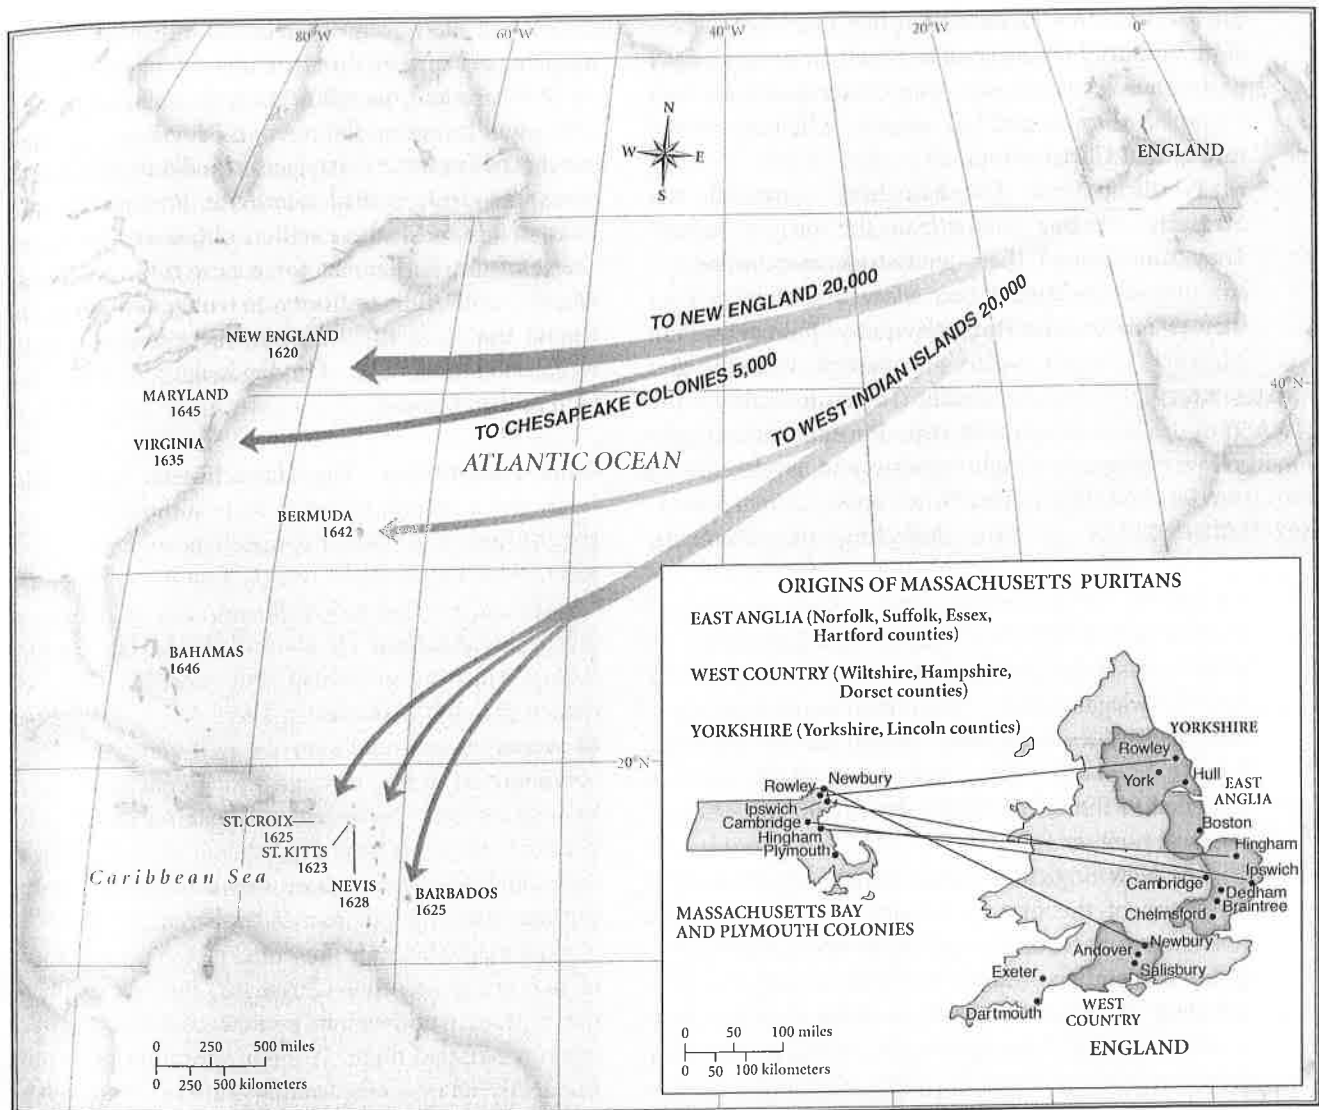 80°W
60°W
40°W
20°W
0°
N
W E
S
ENGLAND
TO NEW ENGLAND 20,000
TO WEST INDIAN ISLANDS 20,000
TO CHESAPEAKE COLONIES 5,000
NEW ENGLAND
1620
40°N
MARYLAND
1645
VIRGINIA
1635
ATLANTIC OCEAN
BERMUDA
1642
BAHAMAS
1646
20°N
ST. CROIX
1625
ST. KITTS
1623
Caribbean Sea
NEVIS
1628
BARBADOS
1625
0 250 500 miles
0 250 500 kilometers
ORIGINS OF MASSACHUSETTS PURITANS
EAST ANGLIA (Norfolk, Suffolk, Essex,
Hartford counties)
WEST COUNTRY (Wiltshire, Hampshire,
Dorset counties)
YORKSHIRE (Yorkshire, Lincoln counties)
Rowley
Newbury
Ipswich
Cambridge
Hingham
Plymouth
MASSACHUSETTS BAY
AND PLYMOUTH COLONIES
YORKSHIRE
Rowley
York
Hull
EAST
ANGLIA
Boston
Hingham
Ipswich
Cambridge
Dedham
Braintree
Chelmsford
Newbury
Andover
Salisbury
Exeter
Dartmouth
WEST
COUNTRY
ENGLAND
0 50 100 miles
0 50 100 kilometers